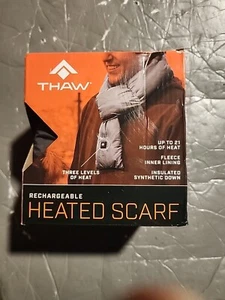 THAW
UP TO 21
HOURS OF HEAT
FLEECE
INNER LINING
THREE LEVELS
OF HEAT
INSULATED
SYNTHETIC DOWN
RECHARGEABLE
HEATED SCARF